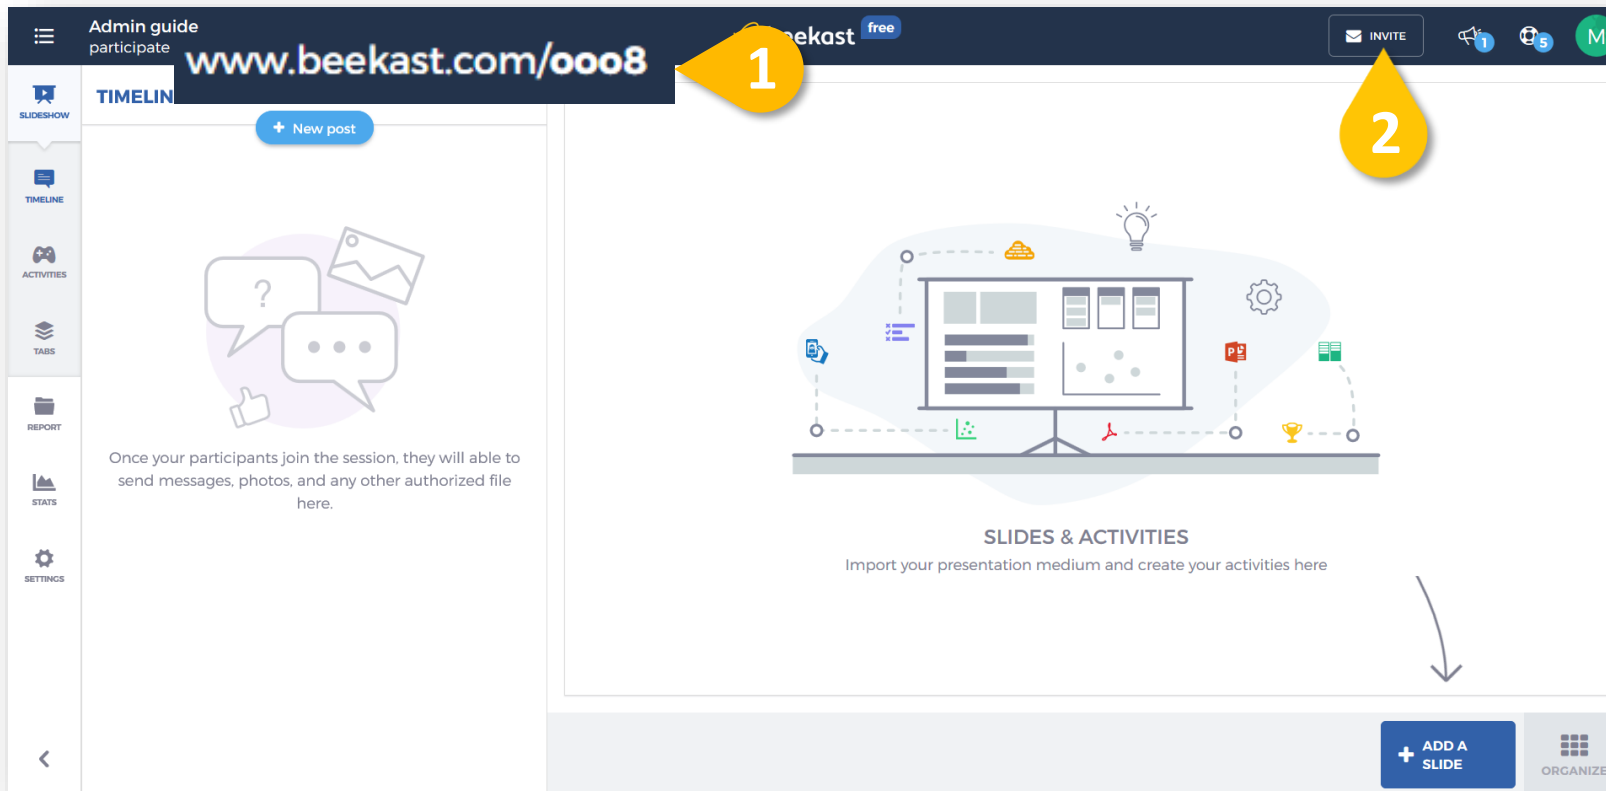 Admin guide
participate
www.beekast.com/ooo8
1
free
INVITE
1
5
M
2
SLIDESHOW
TIMELINE
ACTIVITIES
TABS
REPORT
STATS
SETTINGS
TIMELIN
+ New post
?
Once your participants join the session, they will able to
send messages, photos, and any other authorized file
here.
P
SLIDES & ACTIVITIES
Import your presentation medium and create your activities here
+ ADD A
SLIDE
ORGANIZE